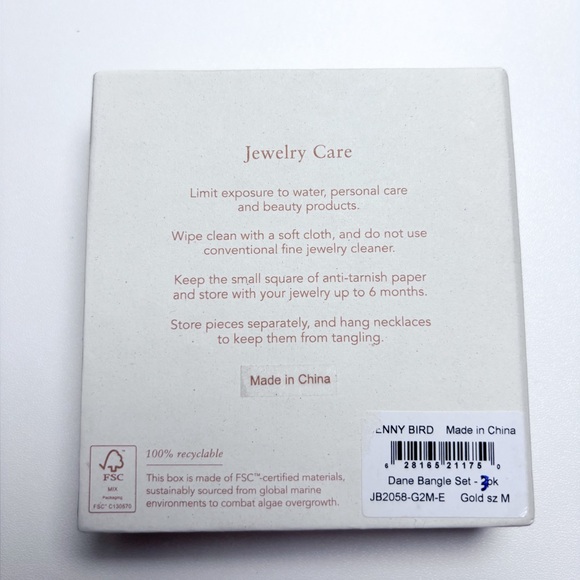 Jewelry Care
Limit exposure to water, personal care
and beauty products.
Wipe clean with a soft cloth, and do not use
conventional fine jewelry cleaner.
Keep the small square of anti-tarnish paper
and store with your jewelry up to 6 months.
Store pieces separately, and hang necklaces
to keep them from tangling.
Made in China
FSC
MIX
Packaging
FSC™ C130570
100% recyclable
This box is made of FSC™-certified materials,
sustainably sourced from global marine
environments to combat algae overgrowth.
ENNY BIRD Made in China
6 28165 21175 0
Dane Bangle Set - 3pk
JB2058-G2M-E Gold sz M